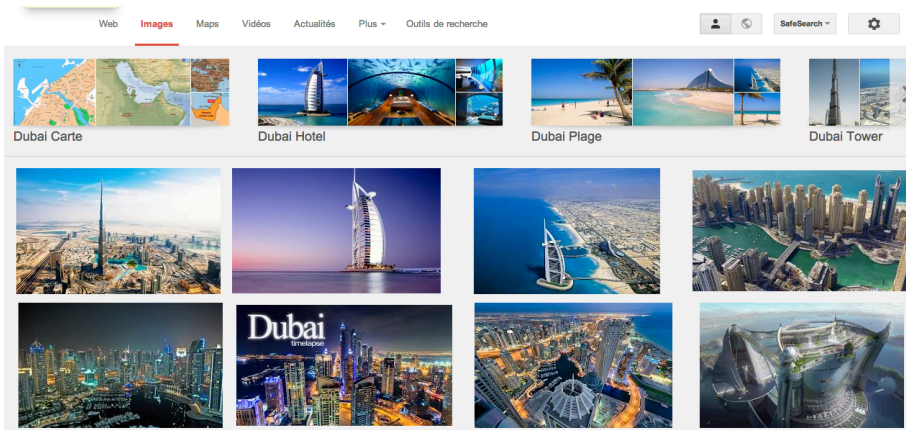 Web Images Maps Vidéos Actualités Plus Outils de recherche SafeSearch
Dubai Carte Dubai Hotel Dubai Plage Dubai Tower
Dubai
timelapse